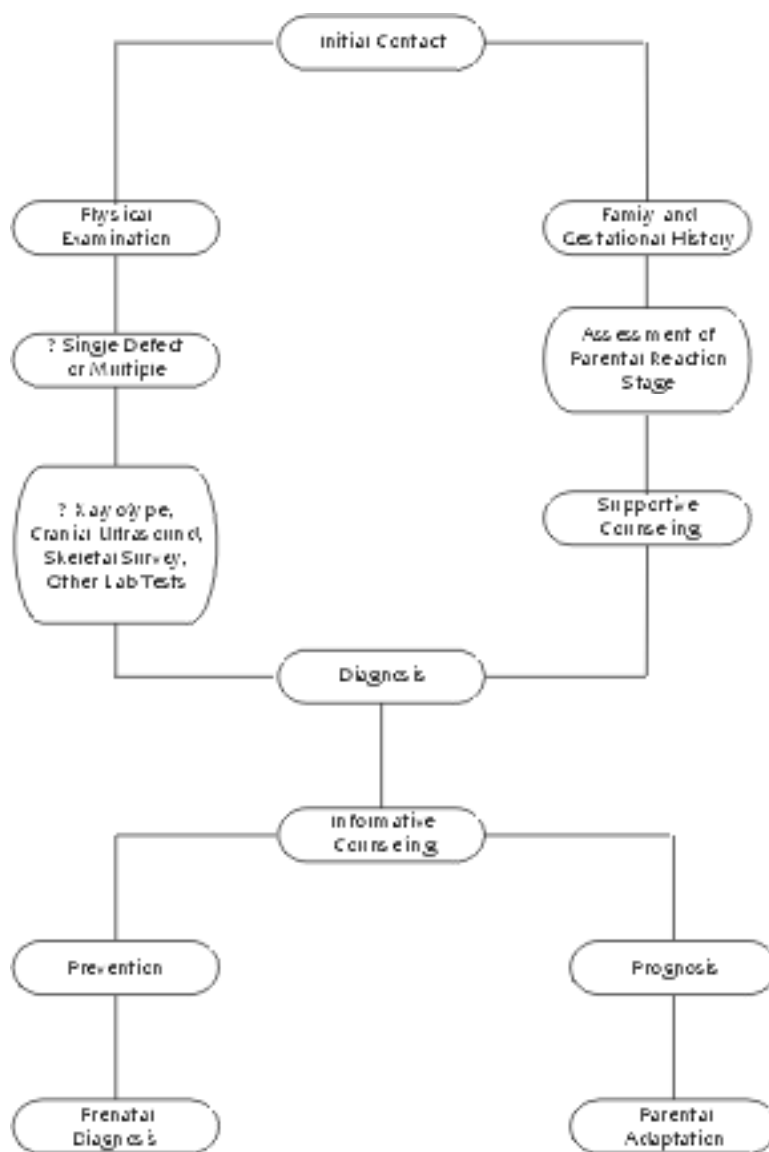 Initial Contact
Physical
Examination
Family and
Gestational History
? Single Defect
or Multiple
Assessment of
Parental Reaction
Stage
? Karyotype,
Cranial Ultrasound,
Skeletal Survey,
Other Lab Tests
Supportive
Counseling
Diagnosis
Informative
Counseling
Prevention
Prognosis
Prenatal
Diagnosis
Parental
Adaptation